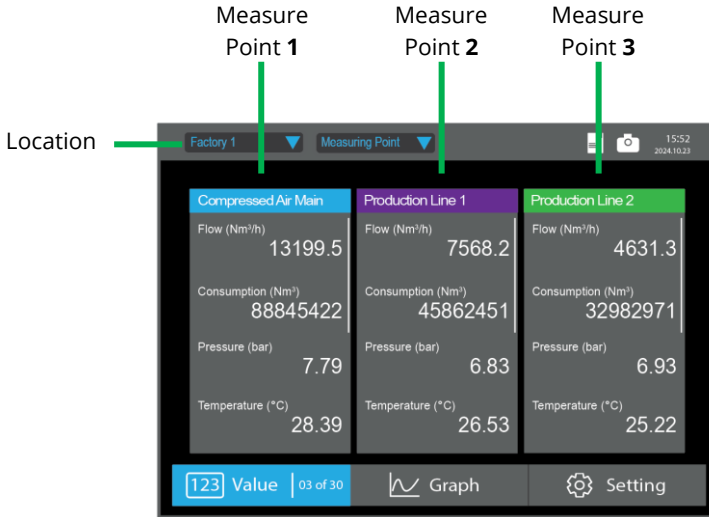 Measure
Point 1
Measure
Point 2
Measure
Point 3
Location
Factory 1
Measuring Point
15:52
2024.10.23
Compressed Air Main
Flow (Nm³/h)
13199.5
Consumption (Nm³)
88845422
Pressure (bar)
7.79
Temperature (°C)
28.39
Production Line 1
Flow (Nm³/h)
7568.2
Consumption (Nm³)
45862451
Pressure (bar)
6.83
Temperature (°C)
26.53
Production Line 2
Flow (Nm³/h)
4631.3
Consumption (Nm³)
32982971
Pressure (bar)
6.93
Temperature (°C)
25.22
123 Value 03 of 30
Graph
Setting